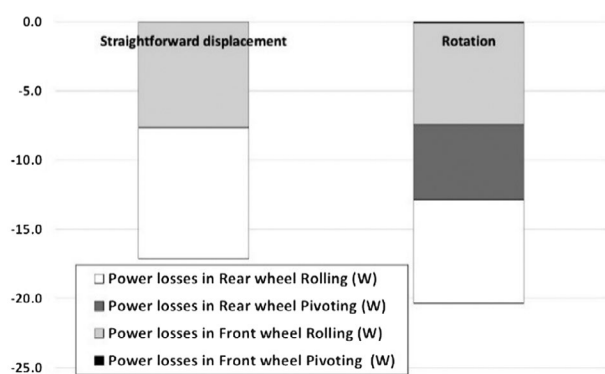 0.0
Straightforward displacement
Rotation
-5.0
-10.0
-15.0
-20.0
-25.0
Power losses in Rear wheel Rolling (W)
Power losses in Rear wheel Pivoting (W)
Power losses in Front wheel Rolling (W)
Power losses in Front wheel Pivoting (W)